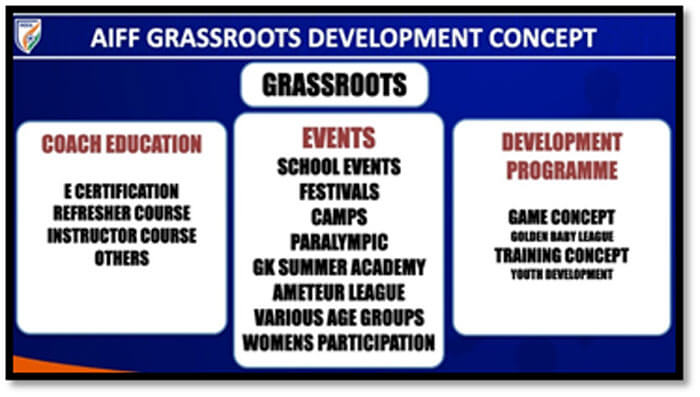 AIFF GRASSROOTS DEVELOPMENT CONCEPT
GRASSROOTS
COACH EDUCATION
E CERTIFICATION
REFRESHER COURSE
INSTRUCTOR COURSE
OTHERS
EVENTS
SCHOOL EVENTS
FESTIVALS
CAMPS
PARALYMPIC
GK SUMMER ACADEMY
AMETEUR LEAGUE
VARIOUS AGE GROUPS
WOMENS PARTICIPATION
DEVELOPMENT
PROGRAMME
GAME CONCEPT
GOLDEN BABY LEAGUE
TRAINING CONCEPT
YOUTH DEVELOPMENT